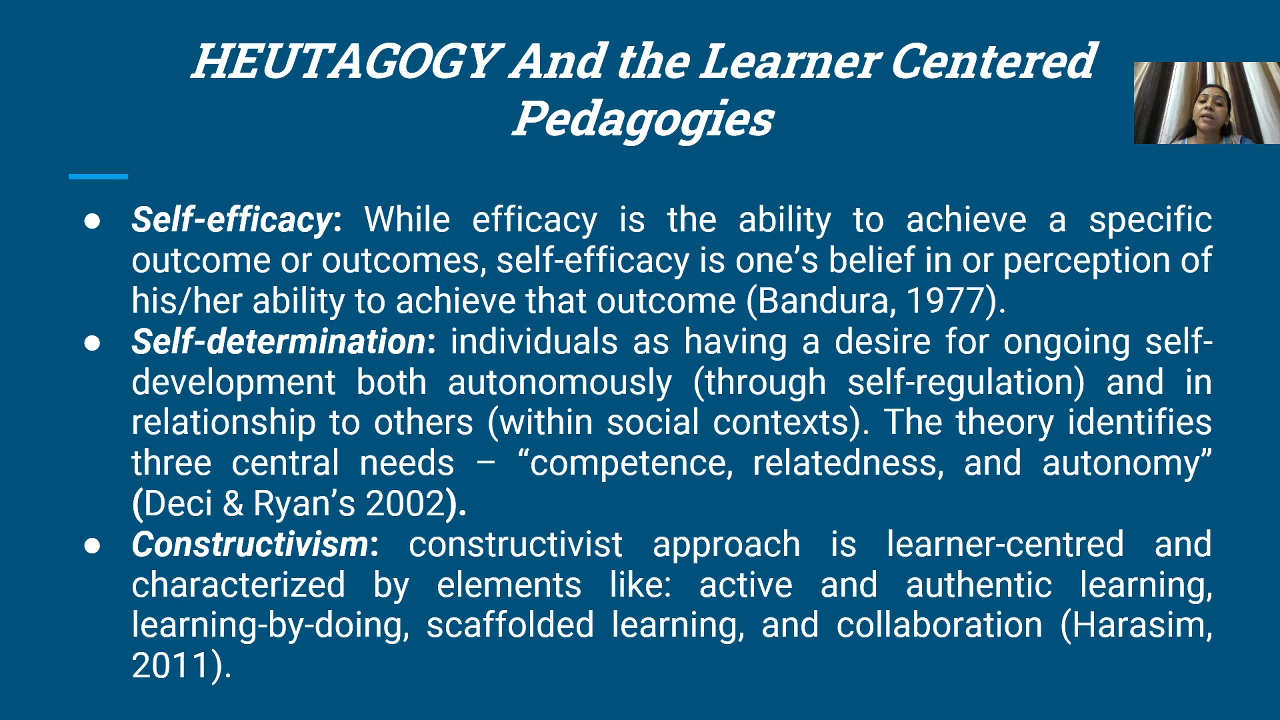 HEUTAGOGY And the Learner Centered
Pedagogies
● Self-efficacy: While efficacy is the ability to achieve a specific
outcome or outcomes, self-efficacy is one’s belief in or perception of
his/her ability to achieve that outcome (Bandura, 1977).
● Self-determination: individuals as having a desire for ongoing self-
development both autonomously (through self-regulation) and in
relationship to others (within social contexts). The theory identifies
three central needs – “competence, relatedness, and autonomy”
(Deci & Ryan’s 2002).
● Constructivism: constructivist approach is learner-centred and
characterized by elements like: active and authentic learning,
learning-by-doing, scaffolded learning, and collaboration (Harasim,
2011).